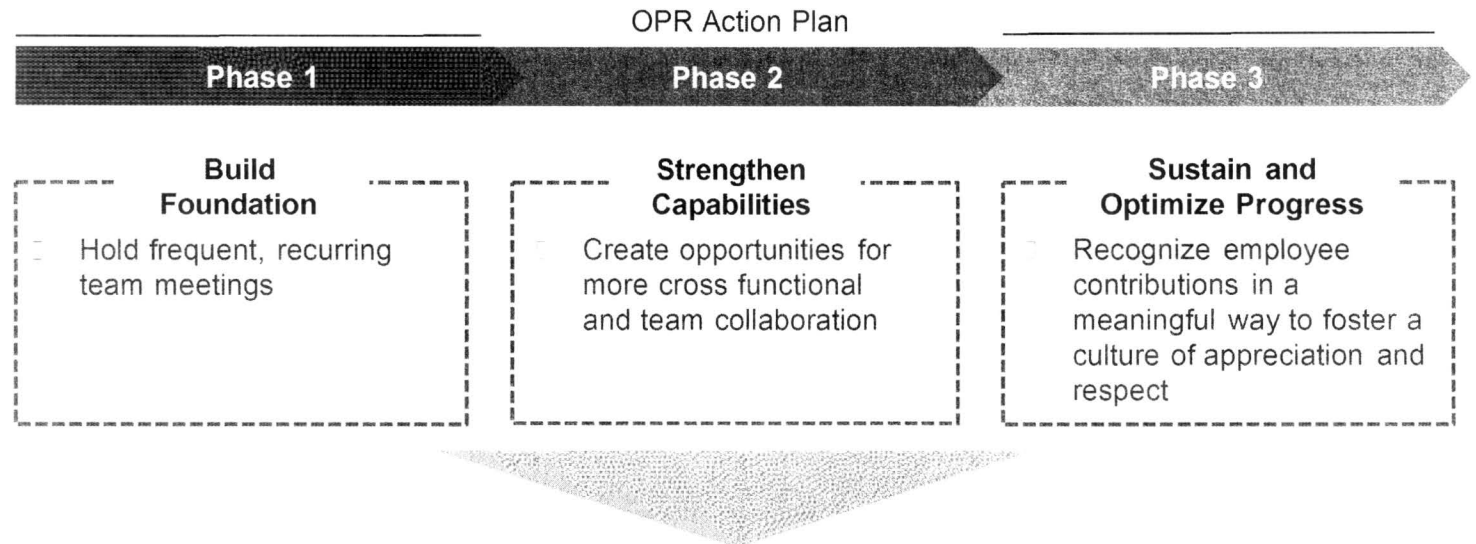 OPR Action Plan
Phase 1
Phase 2
Phase 3
Build
Foundation
Hold frequent, recurring
team meetings
Strengthen
Capabilities
Create opportunities for
more cross functional
and team collaboration
Sustain and
Optimize Progress
Recognize employee
contributions in a
meaningful way to foster a
culture of appreciation and
respect